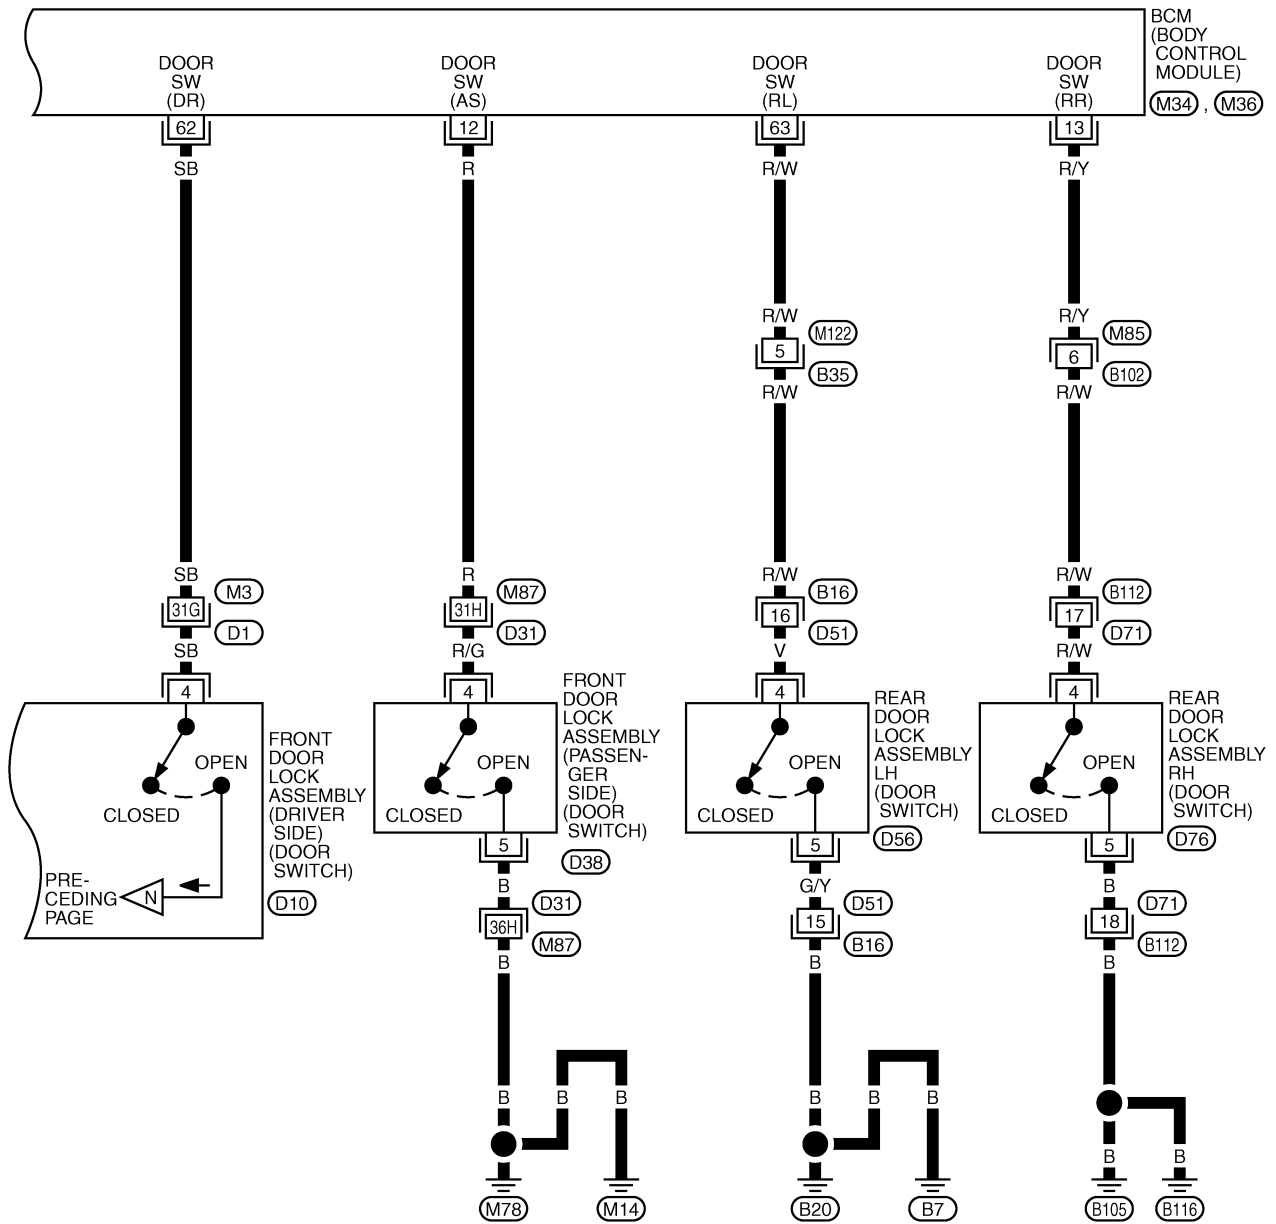 BCM
(BODY
CONTROL
MODULE)
M34 , M36
DOOR
SW
(DR)
DOOR
SW
(AS)
DOOR
SW
(RL)
DOOR
SW
(RR)
62
12
63
13
SB
R
R/W
R/Y
R/W
R/Y
M122
M85
5
6
B35
B102
R/W
R/W
SB
R
R/W
R/W
M3
M87
B16
B112
31G
31H
16
17
D1
D31
D51
D71
SB
R/G
V
R/W
4
4
4
4
OPEN
CLOSED
FRONT
DOOR
LOCK
ASSEMBLY
(DRIVER
SIDE)
(DOOR
SWITCH)
D10
PRE-
CEDING
PAGE
N
OPEN
CLOSED
FRONT
DOOR
LOCK
ASSEMBLY
(PASSEN-
GER
SIDE)
(DOOR
SWITCH)
D38
OPEN
CLOSED
REAR
DOOR
LOCK
ASSEMBLY
LH
(DOOR
SWITCH)
D56
OPEN
CLOSED
REAR
DOOR
LOCK
ASSEMBLY
RH
(DOOR
SWITCH)
D76
5
5
5
B
G/Y
B
D31
D51
D71
36H
15
18
M87
B16
B112
B
B
B
B
B
B
B
B
B
B
B
M78
M14
B20
B7
B105
B116